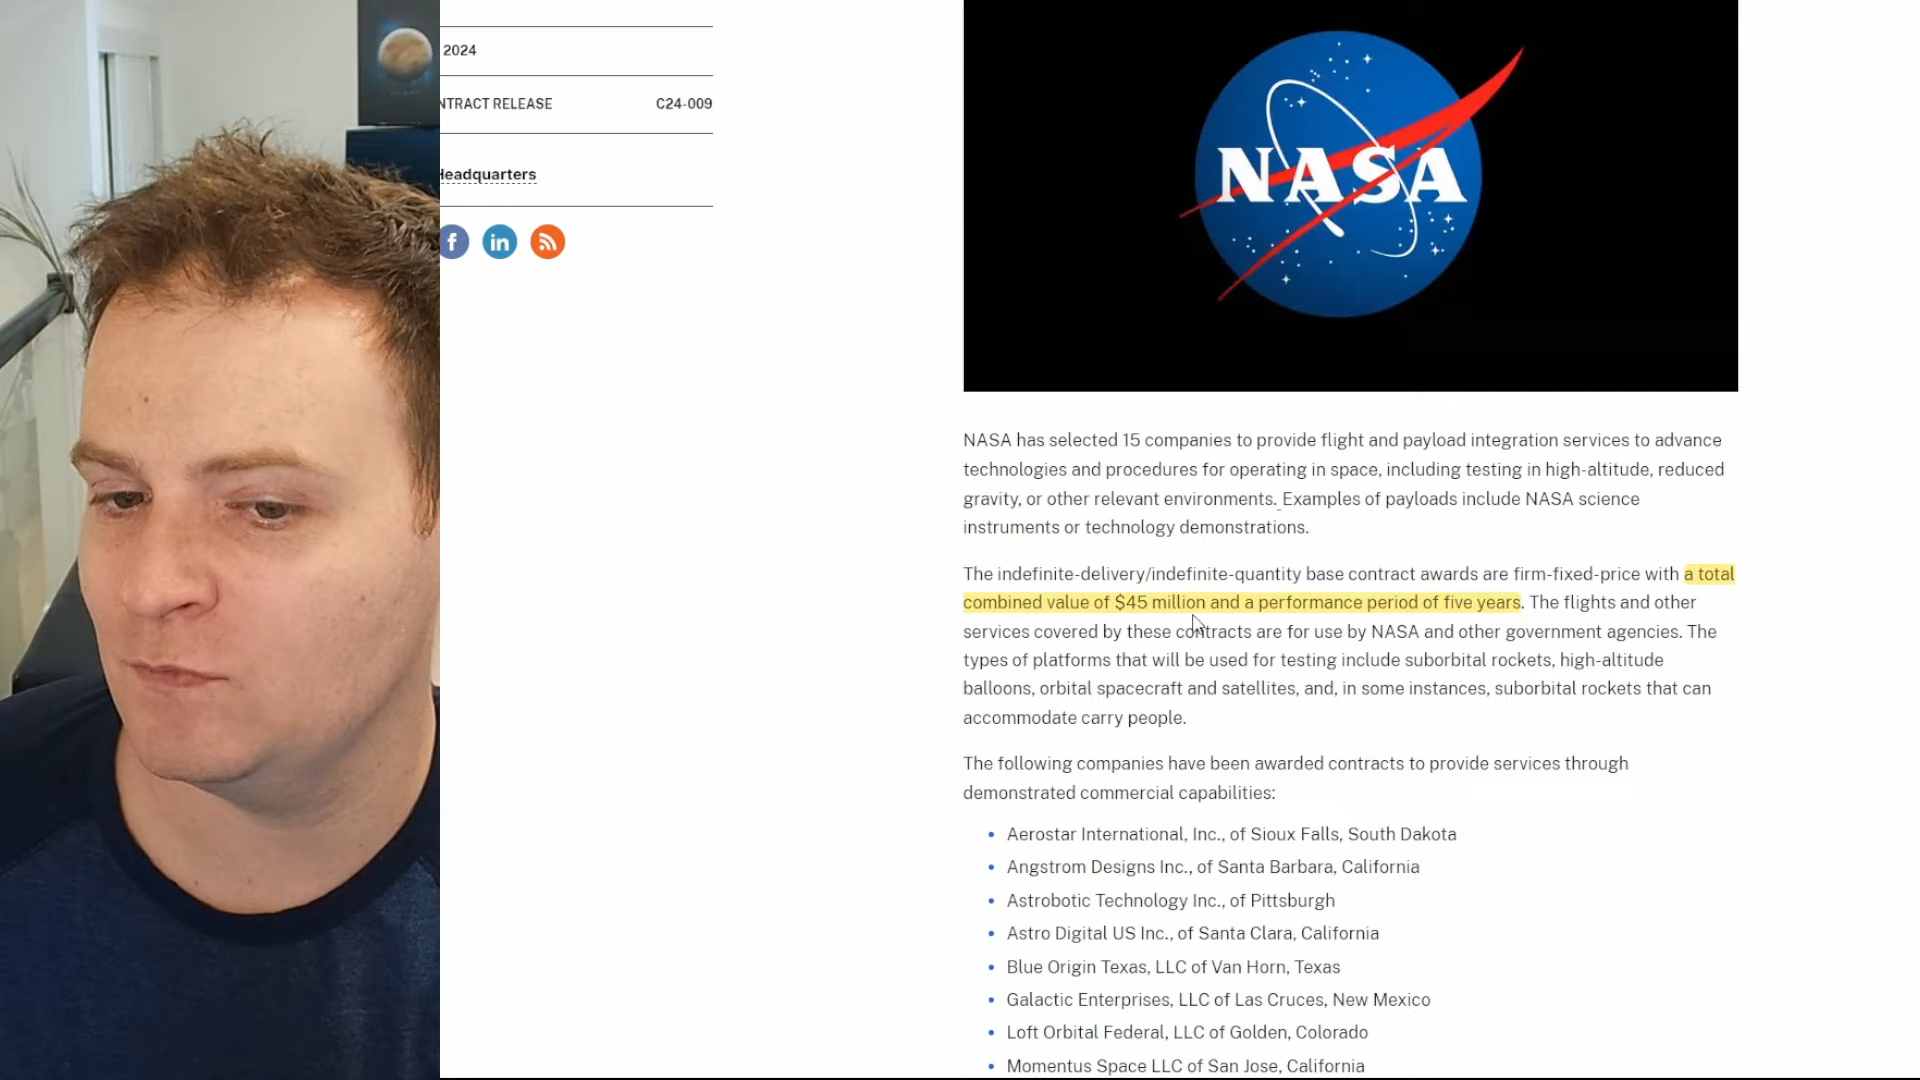 2024
NTRACT RELEASE C24-009
Headquarters
f
in
NASA
NASA has selected 15 companies to provide flight and payload integration services to advance
technologies and procedures for operating in space, including testing in high-altitude, reduced
gravity, or other relevant environments. Examples of payloads include NASA science
instruments or technology demonstrations.
The indefinite-delivery/indefinite-quantity base contract awards are firm-fixed-price with a total
combined value of $45 million and a performance period of five years. The flights and other
services covered by these contracts are for use by NASA and other government agencies. The
types of platforms that will be used for testing include suborbital rockets, high-altitude
balloons, orbital spacecraft and satellites, and, in some instances, suborbital rockets that can
accommodate carry people.
The following companies have been awarded contracts to provide services through
demonstrated commercial capabilities:
• Aerostar International, Inc., of Sioux Falls, South Dakota
• Angstrom Designs Inc., of Santa Barbara, California
• Astrobotic Technology Inc., of Pittsburgh
• Astro Digital US Inc., of Santa Clara, California
• Blue Origin Texas, LLC of Van Horn, Texas
• Galactic Enterprises, LLC of Las Cruces, New Mexico
• Loft Orbital Federal, LLC of Golden, Colorado
• Momentus Space LLC of San Jose, California